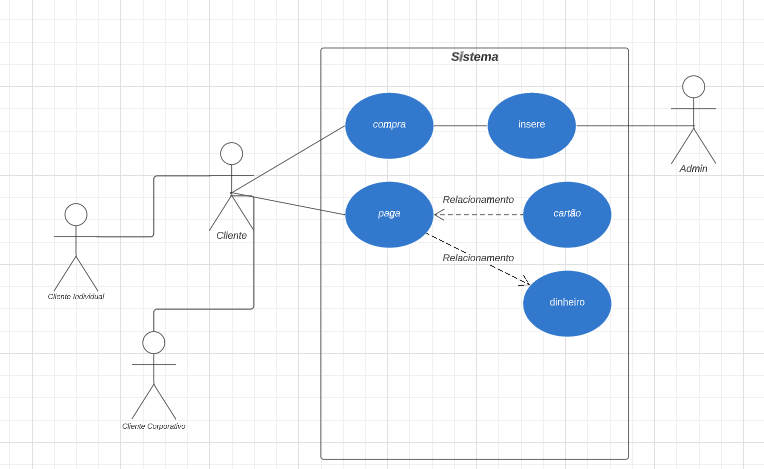 Sistema
compra
insere
Admin
Cliente
paga
Relacionamento
cartão
Relacionamento
dinheiro
Cliente Individual
Cliente Corporativo